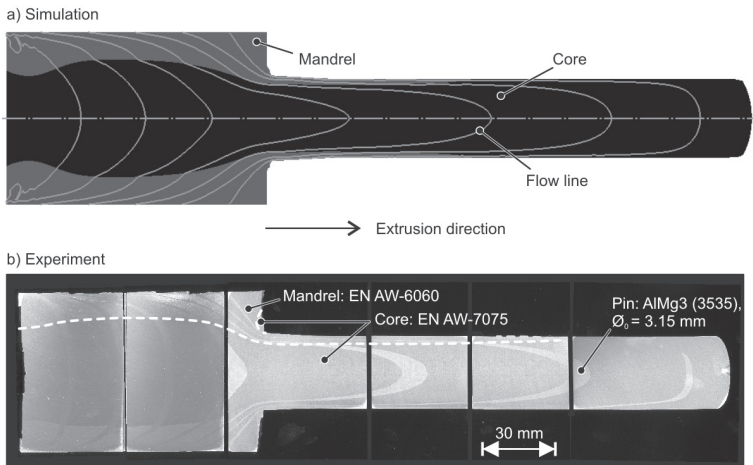 a) Simulation
Mandrel
Core
Flow line
Extrusion direction
b) Experiment
Mandrel: EN AW-6060
Core: EN AW-7075
Pin: AlMg3 (3535),
Ø₀ = 3.15 mm
30 mm